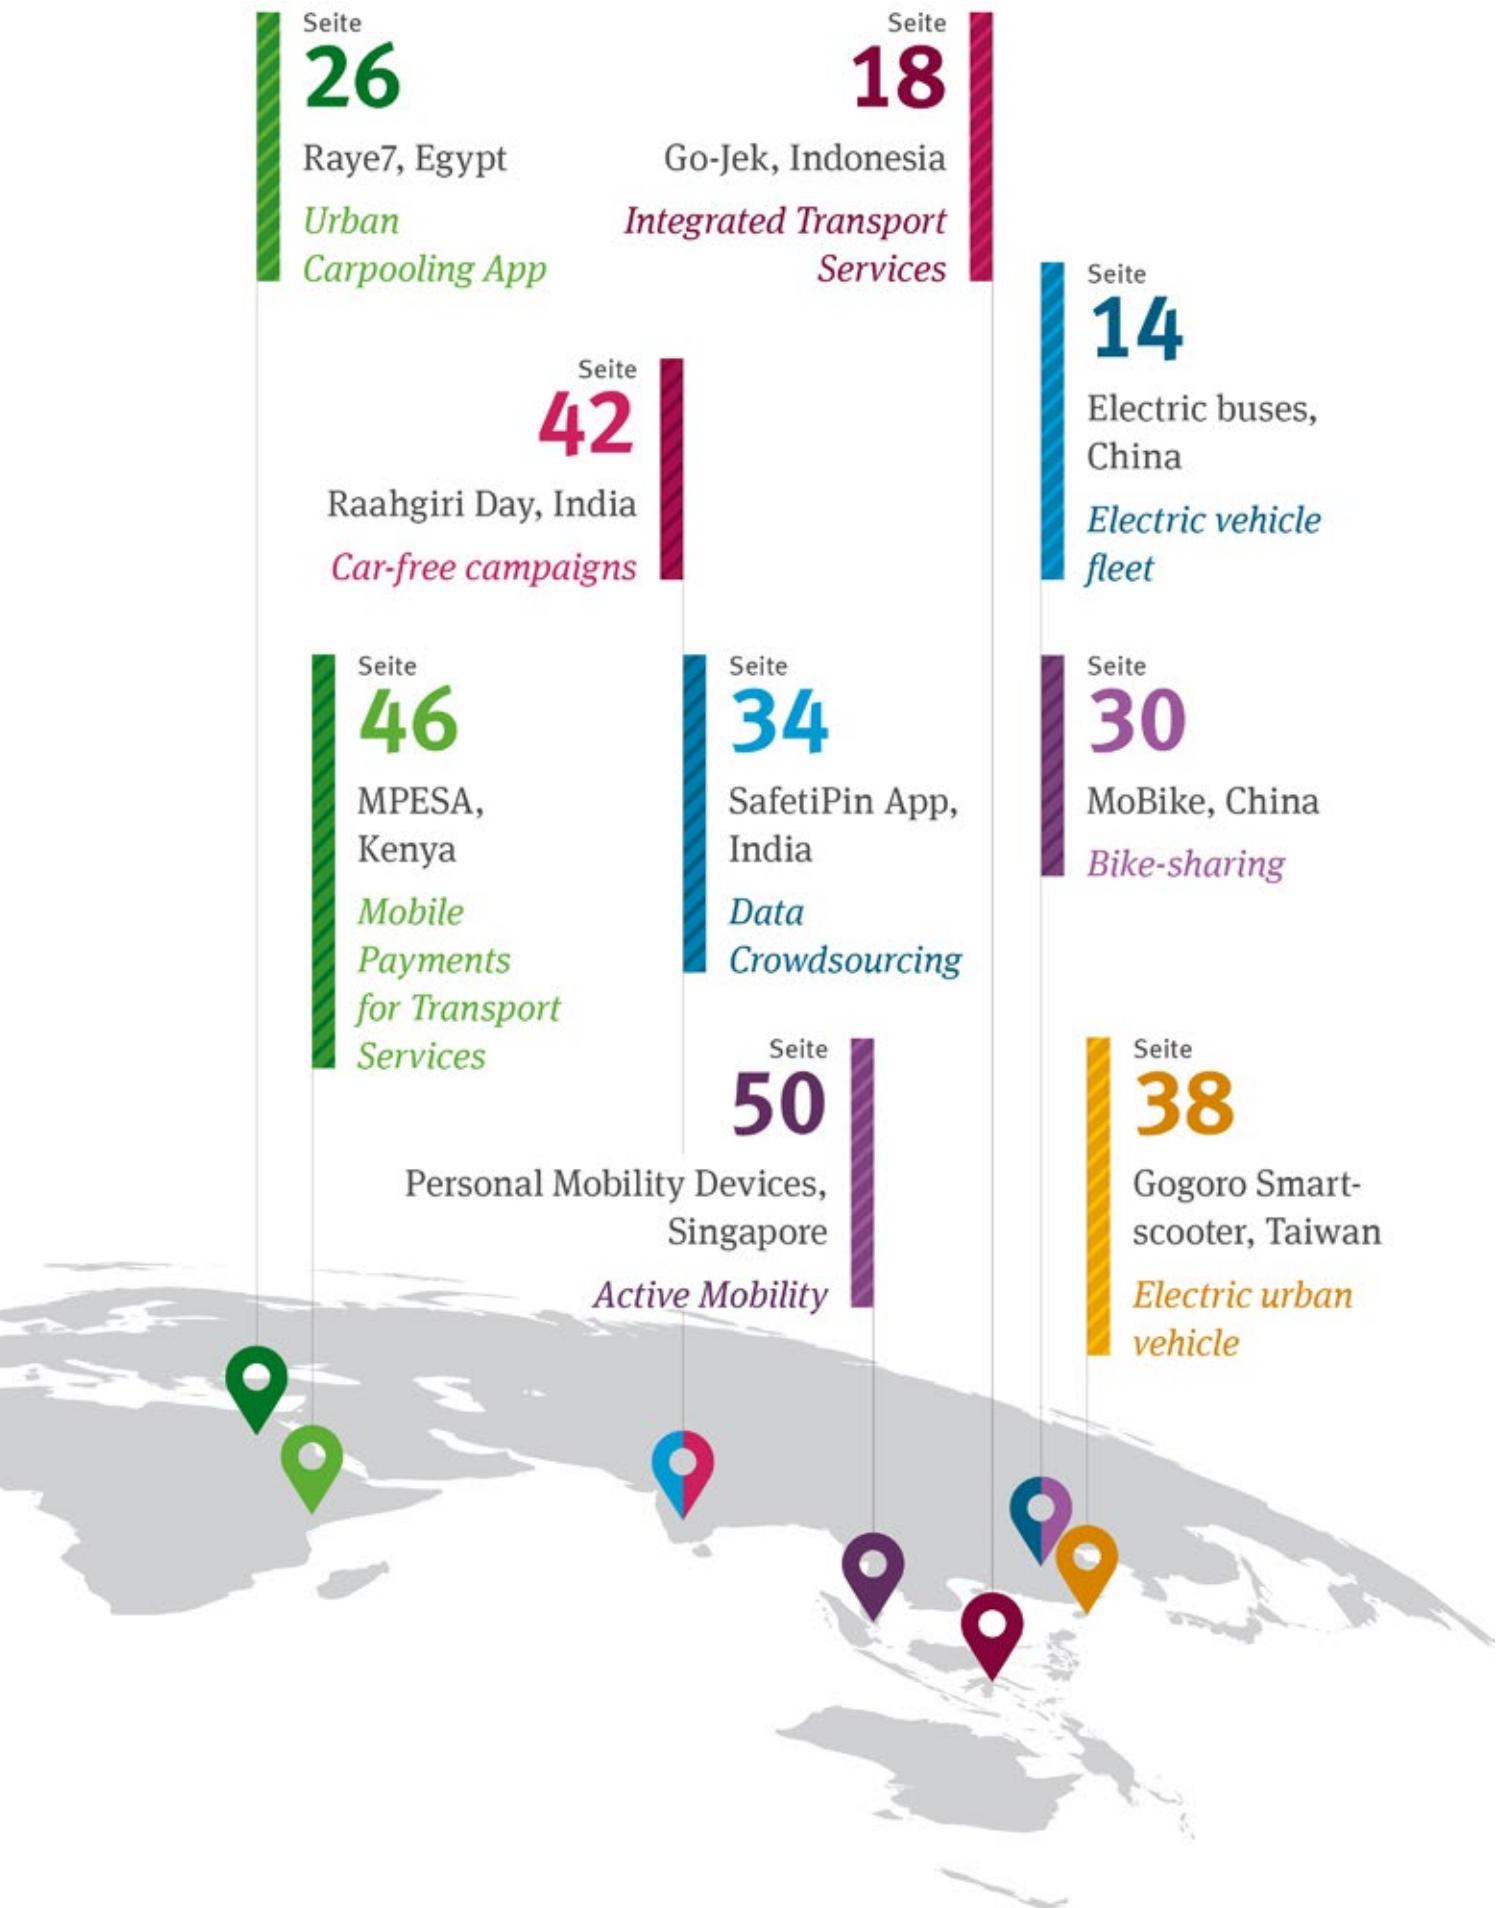 Seite
26
Raye7, Egypt
Urban
Carpooling App
Seite
18
Go-Jek, Indonesia
Integrated Transport
Services
Seite
14
Electric buses,
China
Electric vehicle
fleet
Seite
42
Raahgiri Day, India
Car-free campaigns
Seite
46
MPESA,
Kenya
Mobile
Payments
for Transport
Services
Seite
34
SafetiPin App,
India
Data
Crowdsourcing
Seite
30
MoBike, China
Bike-sharing
Seite
50
Personal Mobility Devices,
Singapore
Active Mobility
Seite
38
Gogoro Smart-
scooter, Taiwan
Electric urban
vehicle